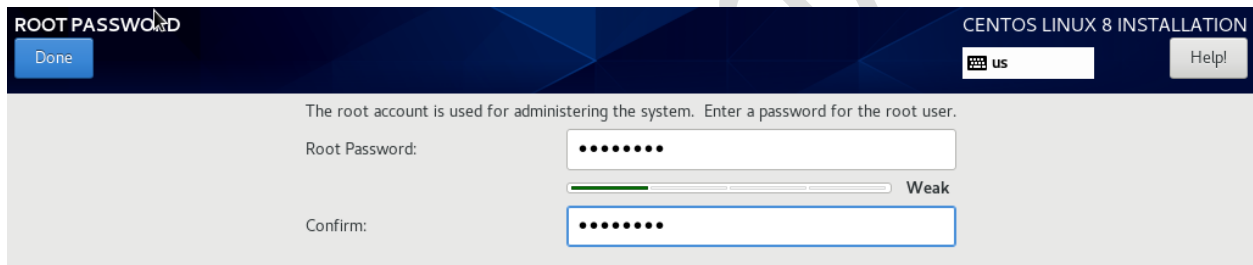 ROOT PASSWORD
CENTOS LINUX 8 INSTALLATION
Done
us
Help!
The root account is used for administering the system. Enter a password for the root user.
Root Password:
••••••••
Weak
Confirm:
••••••••